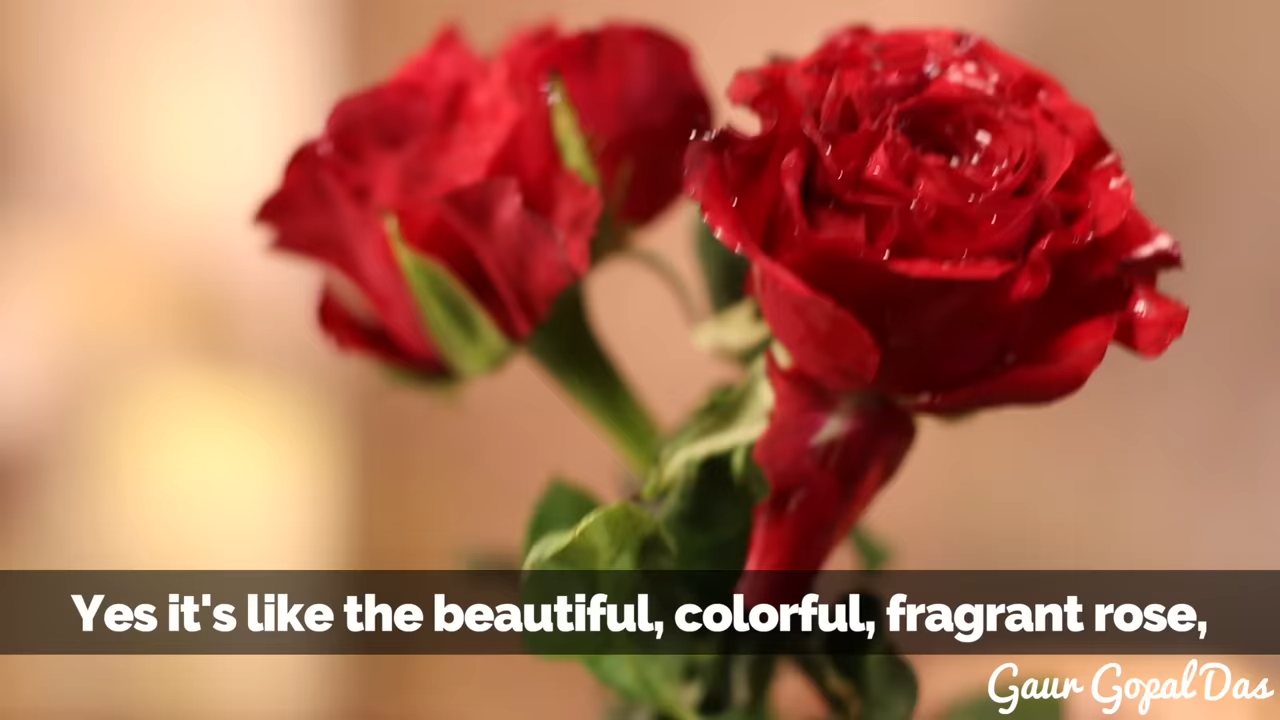 Yes it's like the beautiful, colorful, fragrant rose,
Gaur Gopal Das